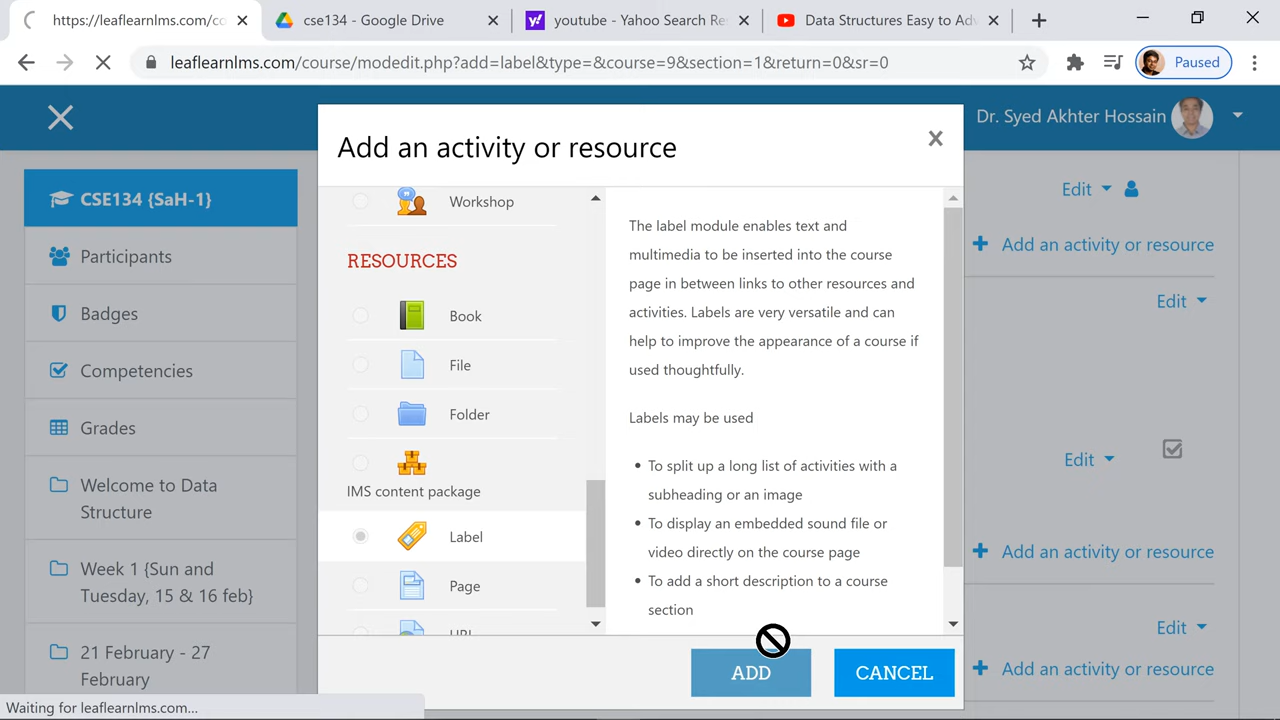 https://leaflearnlms.com/co
cse134 - Google Drive
youtube - Yahoo Search Re
Data Structures Easy to Ad
leaflearnlms.com/course/modedit.php?add=label&type=&course=9&section=1&return=0&sr=0
Paused
Dr. Syed Akhter Hossain
Add an activity or resource
CSE134 {SaH-1}
Participants
Badges
Competencies
Grades
Welcome to Data
Structure
Week 1 {Sun and
Tuesday, 15 & 16 feb}
21 February - 27
February
Workshop
RESOURCES
Book
File
Folder
IMS content package
Label
Page
URL
The label module enables text and
multimedia to be inserted into the course
page in between links to other resources and
activities. Labels are very versatile and can
help to improve the appearance of a course if
used thoughtfully.
Labels may be used
To split up a long list of activities with a
subheading or an image
To display an embedded sound file or
video directly on the course page
To add a short description to a course
section
ADD
CANCEL
Edit
Add an activity or resource
Edit
Edit
Add an activity or resource
Edit
Add an activity or resource
Waiting for leaflearnlms.com...